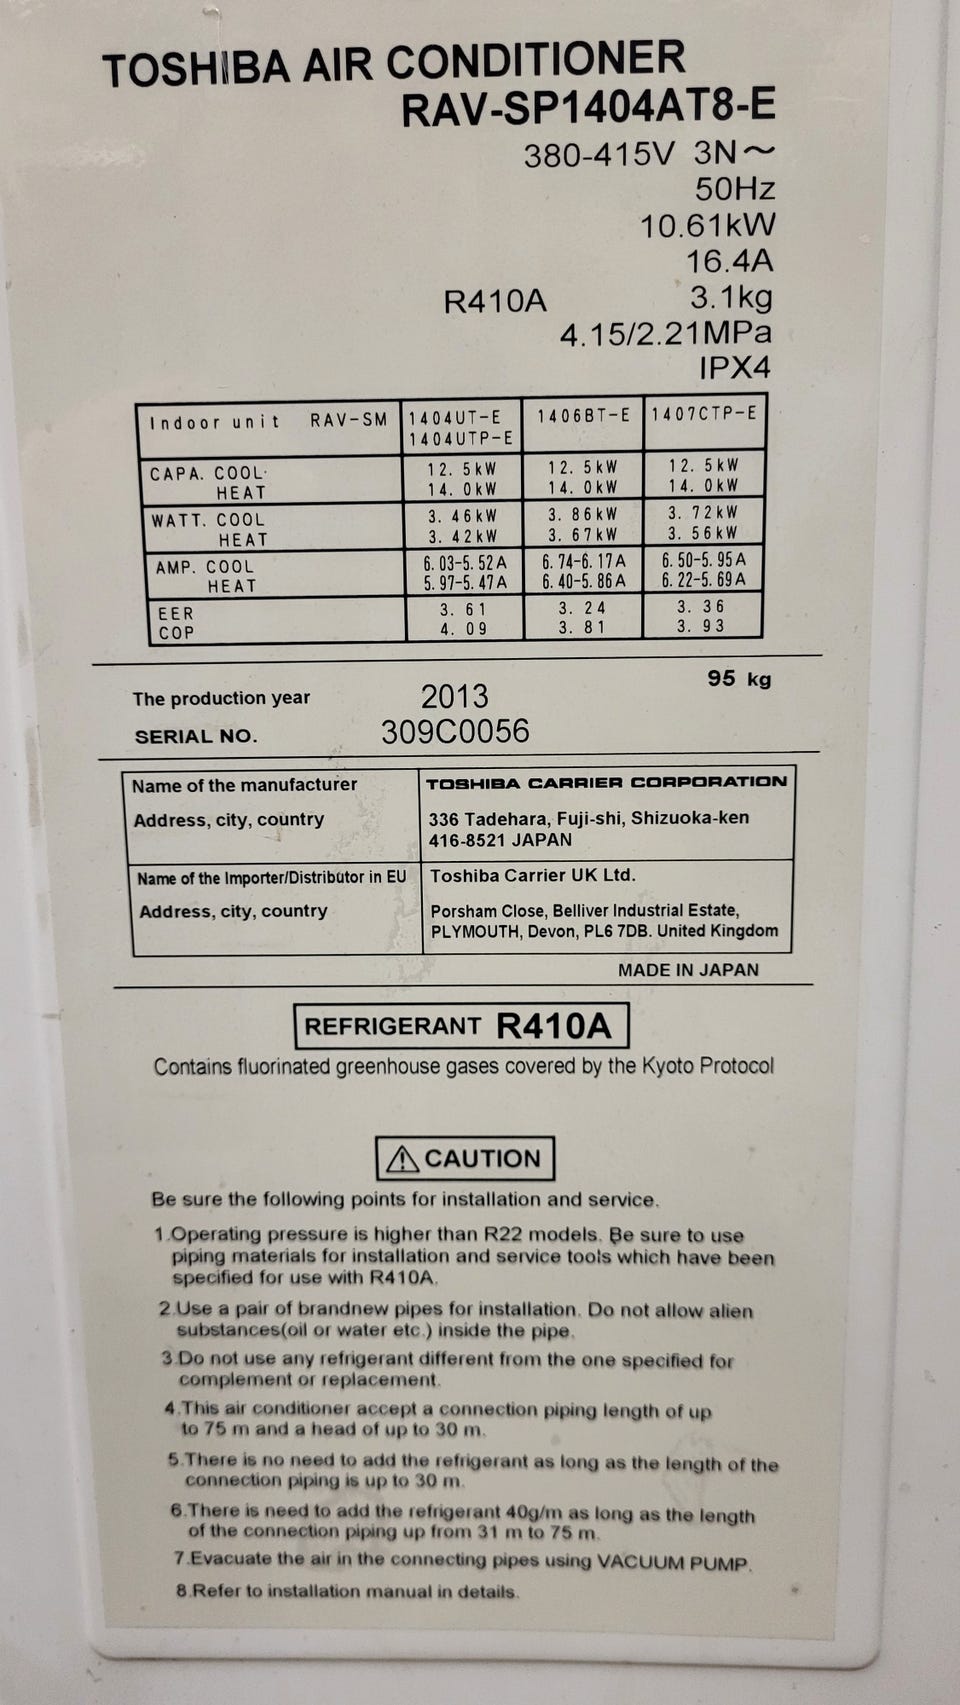 TOSHIBA AIR CONDITIONER
RAV-SP1404AT8-E
380-415V 3N～
50Hz
10.61kW
16.4A
R410A 3.1kg
4.15/2.21MPa
IPX4
Indoor unit RAV-SM 1404UT-E 1406BT-E 1407CTP-E
1404UTP-E
CAPA. COOL 12.5kW 12.5kW 12.5kW
HEAT 14.0kW 14.0kW 14.0kW
WATT. COOL 3.46kW 3.86kW 3.72kW
HEAT 3.42kW 3.67kW 3.56kW
AMP. COOL 6.03-5.52A 6.74-6.17A 6.50-5.95A
HEAT 5.97-5.47A 6.40-5.86A 6.22-5.69A
EER 3.61 3.24 3.36
COP 4.09 3.81 3.93
95 kg
The production year 2013
SERIAL NO. 309C0056
Name of the manufacturer TOSHIBA CARRIER CORPORATION
Address, city, country 336 Tadehara, Fuji-shi, Shizuoka-ken
416-8521 JAPAN
Name of the Importer/Distributor in EU Toshiba Carrier UK Ltd.
Address, city, country Porsham Close, Belliver Industrial Estate,
PLYMOUTH, Devon, PL6 7DB. United Kingdom
MADE IN JAPAN
REFRIGERANT R410A
Contains fluorinated greenhouse gases covered by the Kyoto Protocol
CAUTION
Be sure the following points for installation and service.
1.Operating pressure is higher than R22 models. Be sure to use
piping materials for installation and service tools which have been
specified for use with R410A.
2.Use a pair of brandnew pipes for installation. Do not allow alien
substances(oil or water etc.) inside the pipe.
3.Do not use any refrigerant different from the one specified for
complement or replacement.
4.This air conditioner accept a connection piping length of up
to 75 m and a head of up to 30 m.
5.There is no need to add the refrigerant as long as the length of the
connection piping is up to 30 m.
6.There is need to add the refrigerant 40g/m as long as the length
of the connection piping up from 31 m to 75 m.
7.Evacuate the air in the connecting pipes using VACUUM PUMP.
8.Refer to installation manual in details.